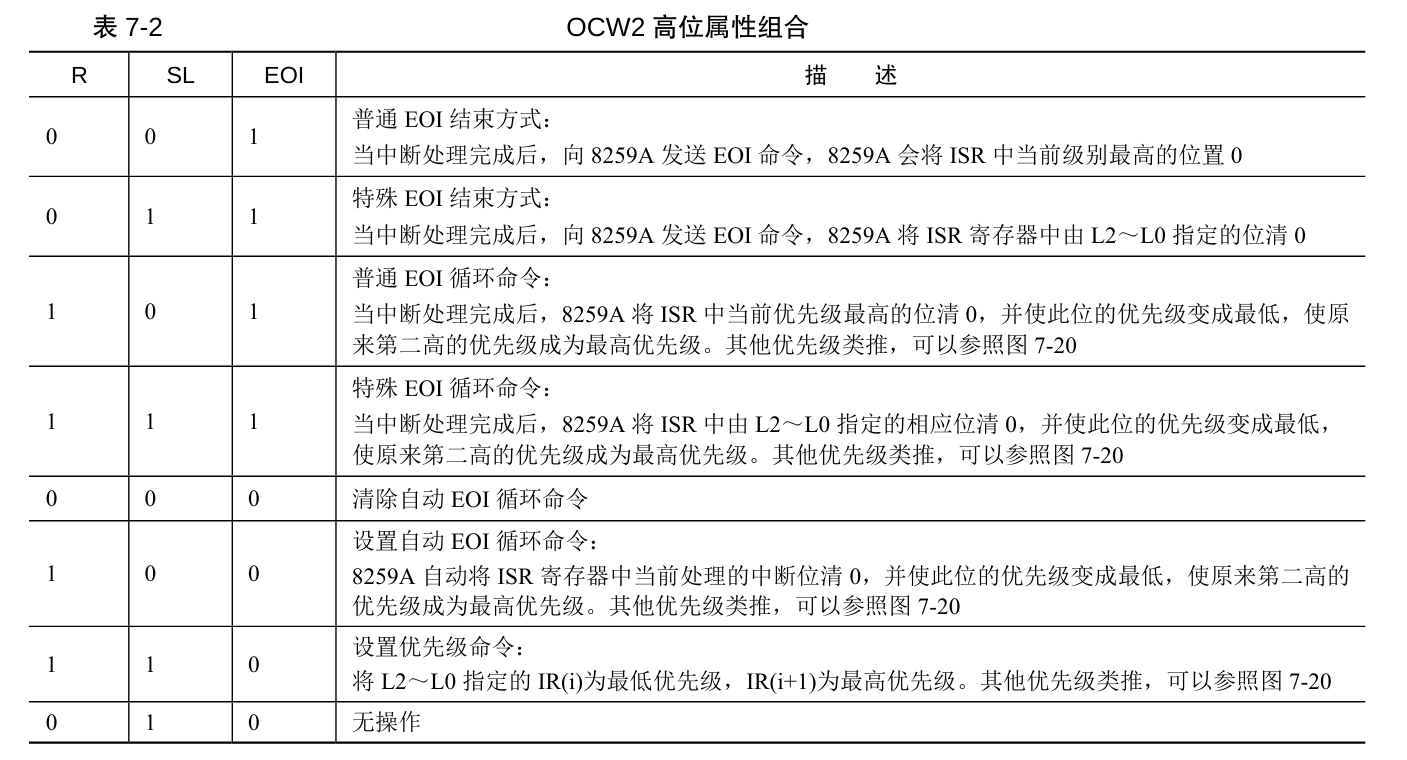 表 7-2 OCW2 高位属性组合
R SL EOI 描 述
0 0 1 普通 EOI 结束方式：
当中断处理完成后，向 8259A 发送 EOI 命令，8259A 会将 ISR 中当前级别最高的位置 0
0 1 1 特殊 EOI 结束方式：
当中断处理完成后，向 8259A 发送 EOI 命令，8259A 将 ISR 寄存器中由 L2～L0 指定的位清 0
1 0 1 普通 EOI 循环命令：
当中断处理完成后，8259A 将 ISR 中当前优先级最高的位清 0，并使此位的优先级变成最低，使原
来第二高的优先级成为最高优先级。其他优先级类推，可以参照图 7-20
1 1 1 特殊 EOI 循环命令：
当中断处理完成后，8259A 将 ISR 中由 L2～L0 指定的相应位清 0，并使此位的优先级变成最低，
使原来第二高的优先级成为最高优先级。其他优先级类推，可以参照图 7-20
0 0 0 清除自动 EOI 循环命令
1 0 0 设置自动 EOI 循环命令：
8259A 自动将 ISR 寄存器中当前处理的中断位清 0，并使此位的优先级变成最低，使原来第二高的
优先级成为最高优先级。其他优先级类推，可以参照图 7-20
1 1 0 设置优先级命令：
将 L2～L0 指定的 IR(i)为最低优先级，IR(i+1)为最高优先级。其他优先级类推，可以参照图 7-20
0 1 0 无操作